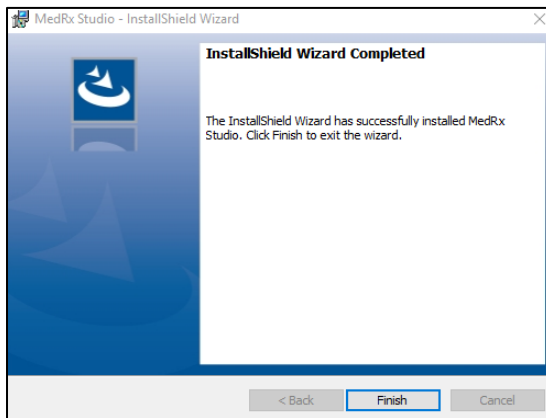 MedRx Studio - InstallShield Wizard
InstallShield Wizard Completed
The InstallShield Wizard has successfully installed MedRx
Studio. Click Finish to exit the wizard.
< Back Finish Cancel